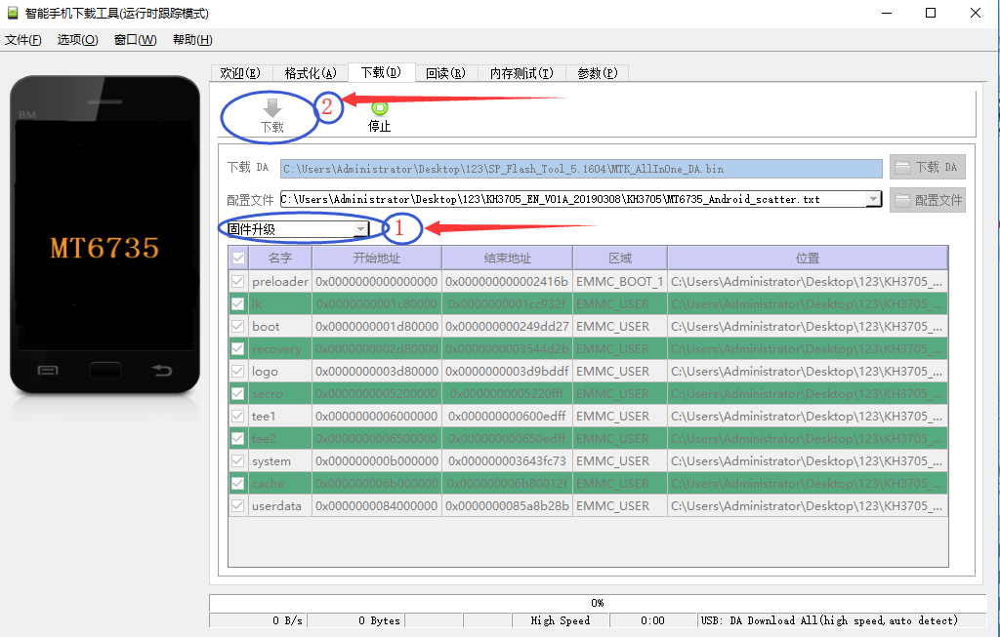 智能手机下载工具(运行时跟踪模式)
文件(F) 选项(O) 窗口(W) 帮助(H)
欢迎(E) 格式化(A) 下载(D) 回读(R) 内存测试(T) 参数(P)
BM
MT6735
下载 2 停止
下载 DA C:\Users\Administrator\Desktop\123\SP_Flash_Tool_5.1604\MTK_AllInOne_DA.bin 下载 DA
配置文件 C:\Users\Administrator\Desktop\123\KH3705_EN_V01A_20190308\KH3705\MT6735_Android_scatter.txt 配置文件
固件升级 1
名字 开始地址 结束地址 区域 位置
preloader 0x0000000000000000 0x000000000002416b EMMC_BOOT_1 C:\Users\Administrator\Desktop\123\KH3705_...
lk 0x0000000001c80000 0x0000000001cc932f EMMC_USER C:\Users\Administrator\Desktop\123\KH3705_...
boot 0x0000000001d80000 0x000000000249dd27 EMMC_USER C:\Users\Administrator\Desktop\123\KH3705_...
recovery 0x0000000002d80000 0x0000000003544d2b EMMC_USER C:\Users\Administrator\Desktop\123\KH3705_...
logo 0x0000000003d80000 0x0000000003d9bddf EMMC_USER C:\Users\Administrator\Desktop\123\KH3705_...
secro 0x0000000005200000 0x0000000005220fff EMMC_USER C:\Users\Administrator\Desktop\123\KH3705_...
tee1 0x0000000006000000 0x000000000600edff EMMC_USER C:\Users\Administrator\Desktop\123\KH3705_...
tee2 0x0000000006500000 0x000000000650edff EMMC_USER C:\Users\Administrator\Desktop\123\KH3705_...
system 0x000000000b000000 0x000000003643fc73 EMMC_USER C:\Users\Administrator\Desktop\123\KH3705_...
cache 0x000000006b000000 0x000000006b80012f EMMC_USER C:\Users\Administrator\Desktop\123\KH3705_...
userdata 0x0000000084000000 0x0000000085a8b28b EMMC_USER C:\Users\Administrator\Desktop\123\KH3705_...
0%
0 B/s 0 Bytes High Speed 0:00 USB: DA Download All(high speed,auto detect)